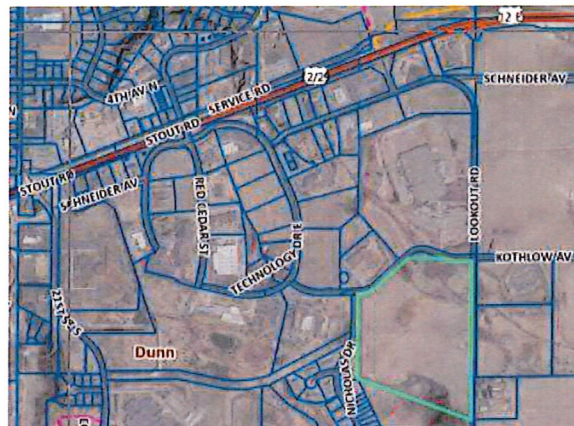 12 E
SCHNEIDER AV
4TH AV N
SERVICE RD
2/2
STOUT RD
STOUT RD
SCHNEIDER AV
RED CEDAR ST
LOOKOUT RD
KOTHLOW AV
TECHNOLOGY DR E
21ST ST S
Dunn
NICHOLAS DR